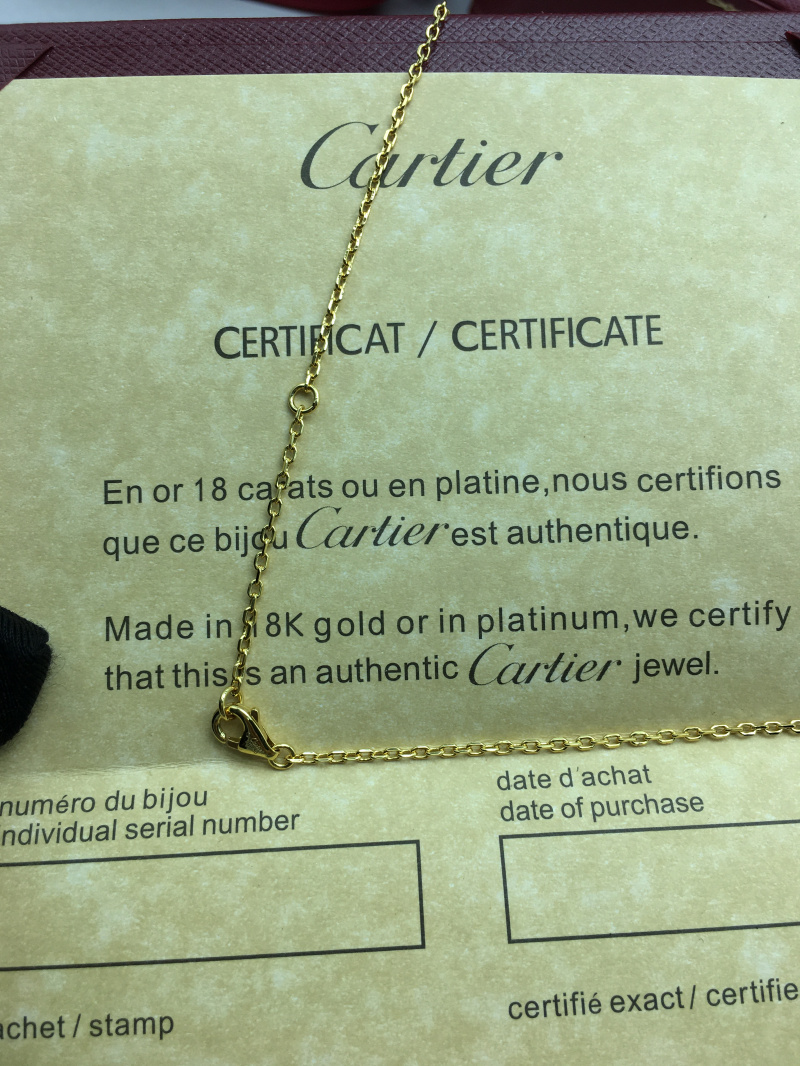 Cartier
CERTIFICAT / CERTIFICATE
En or 18 carats ou en platine,nous certifions
que ce bijou Cartier est authentique.
Made in 18K gold or in platinum,we certify
that this is an authentic Cartier jewel.
numéro du bijou
individual serial number
date d'achat
date of purchase
achet / stamp
certifié exact / certifie